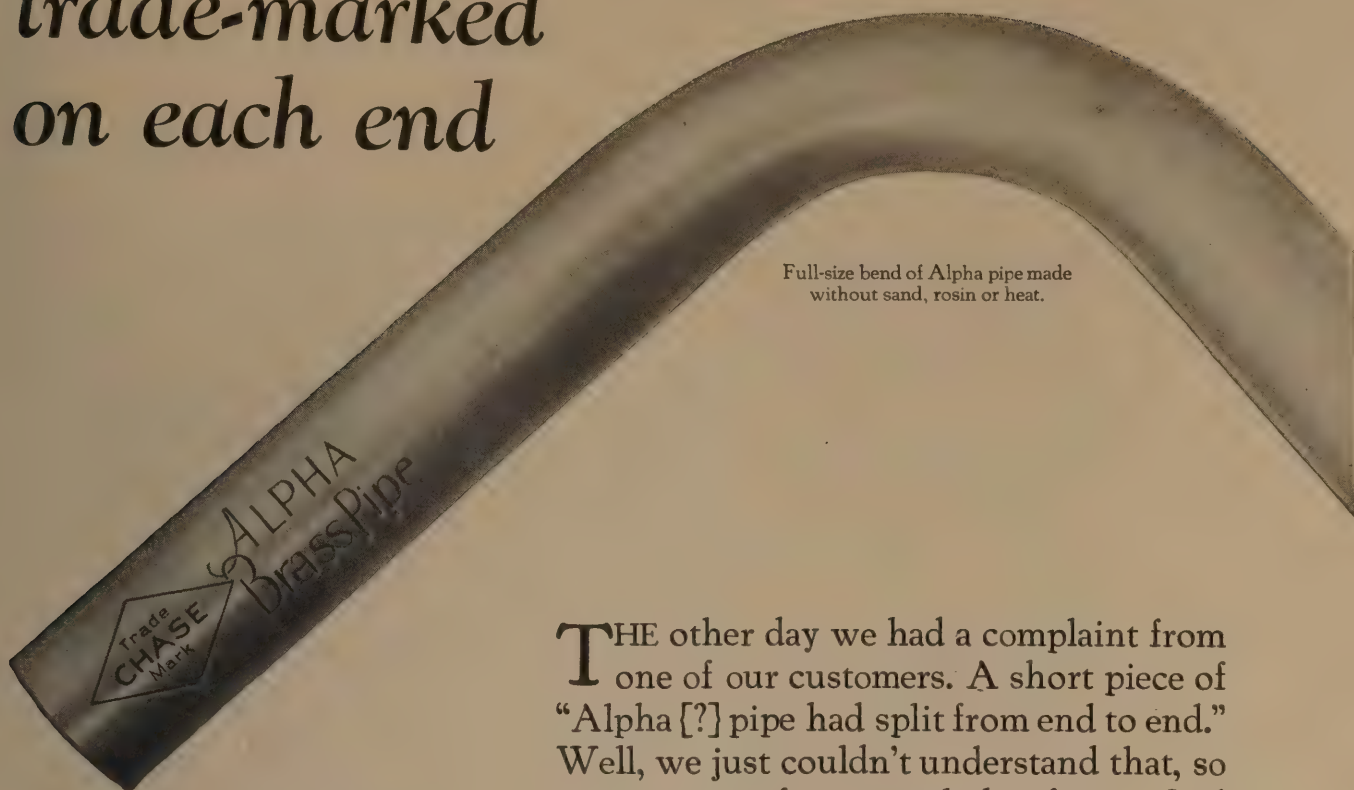 trade-marked
on each end
Full-size bend of Alpha pipe made
without sand, rosin or heat.
ALPHA
Brass Pipe
Trade
CHASE
Mark
THE other day we had a complaint from
one of our customers. A short piece of
“Alpha [?] pipe had split from end to end.”
Well, we just couldn't understand that, so